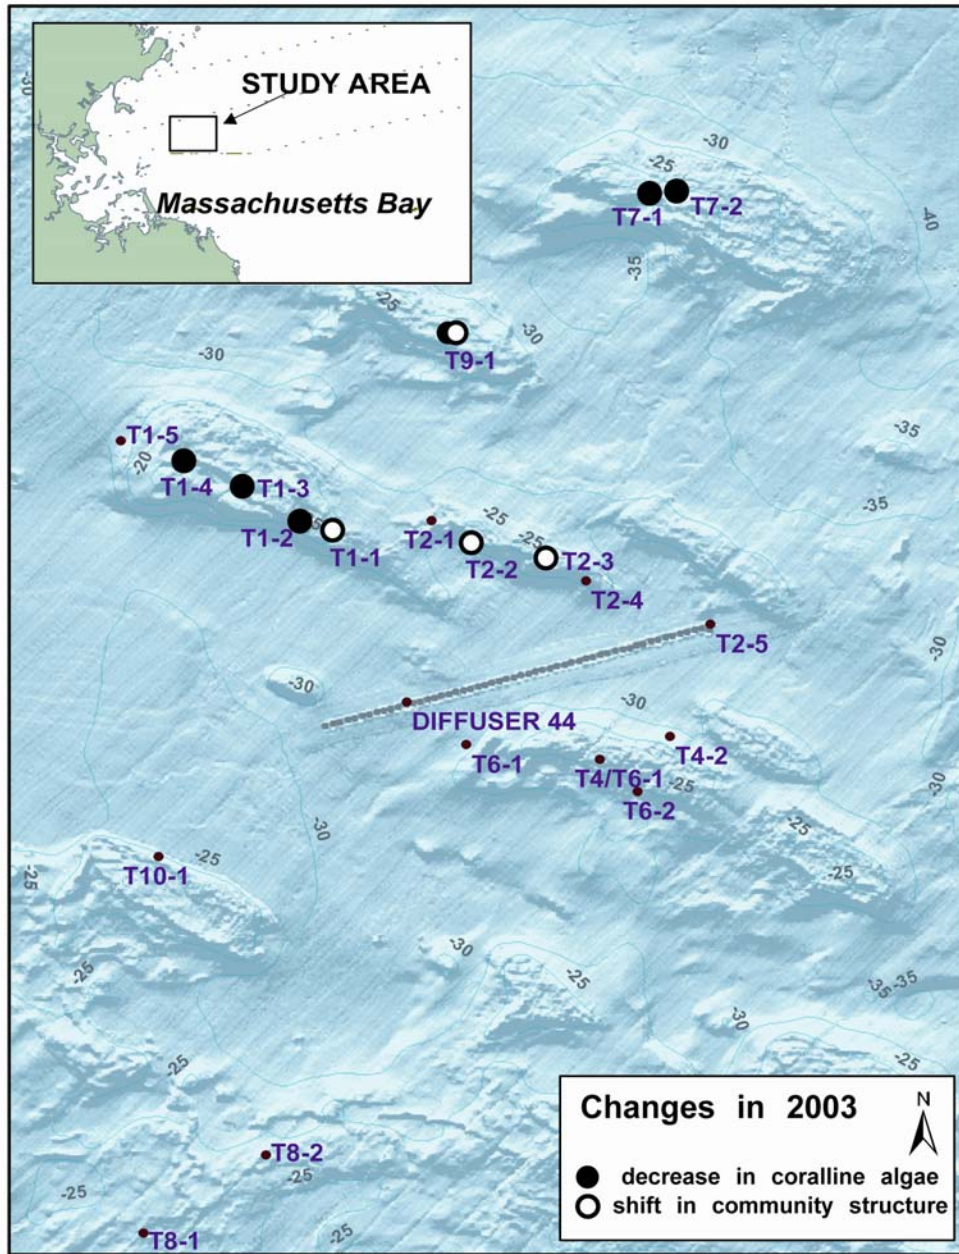 STUDY AREA
Massachusetts Bay
-30
-30
-25
T7-1
T7-2
-40
-35
-25
-30
T9-1
-30
-35
T1-5
-20
T1-4
T1-3
-35
-25
T1-2
T1-1
T2-1
-25
T2-2
T2-3
T2-4
T2-5
-30
-30
-30
DIFFUSER 44
T6-1
T4-2
T4/T6-1
-25
T6-2
-30
-30
-25
-25
T10-1
-25
-25
-30
-25
-25
-35
-35
-30
-25
-25
Changes in 2003
N
decrease in coralline algae
shift in community structure
T8-2
-25
-25
T8-1
-25